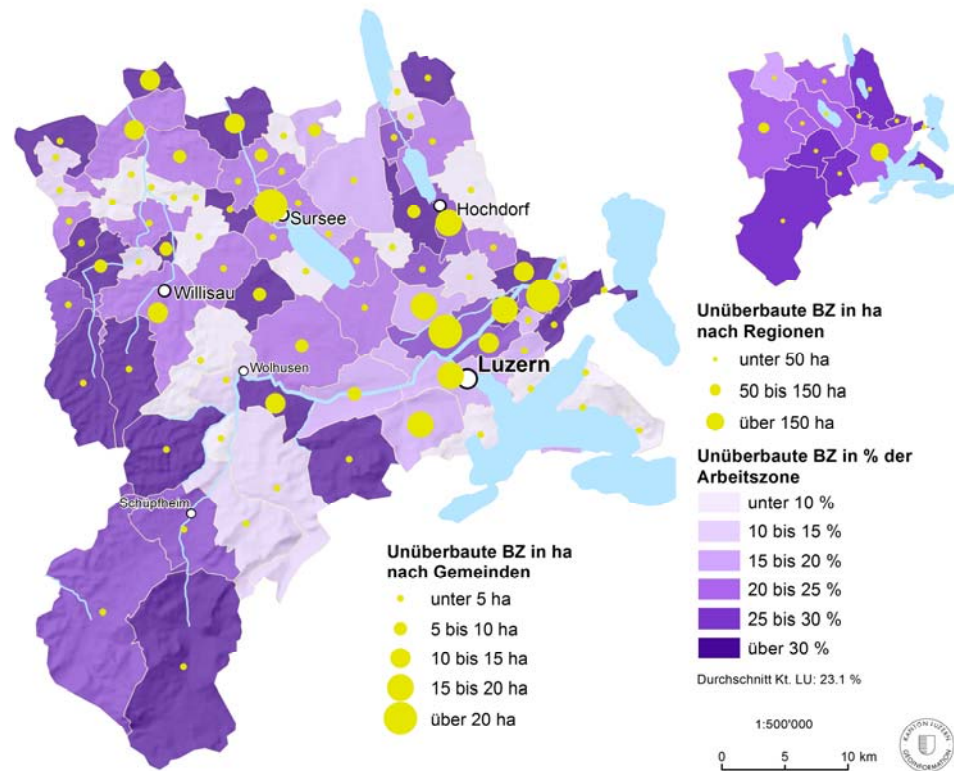 Sursee
Hochdorf
Willisau
Wolhusen
Luzern
Schüpfheim
Unüberbaute BZ in ha
nach Gemeinden
unter 5 ha
5 bis 10 ha
10 bis 15 ha
15 bis 20 ha
über 20 ha
Unüberbaute BZ in ha
nach Regionen
unter 50 ha
50 bis 150 ha
über 150 ha
Unüberbaute BZ in % der
Arbeitszone
unter 10 %
10 bis 15 %
15 bis 20 %
20 bis 25 %
25 bis 30 %
über 30 %
Durchschnitt Kt. LU: 23.1 %
1:500'000
0 5 10 km
KANTON LUZERN
GEOINFORMATION